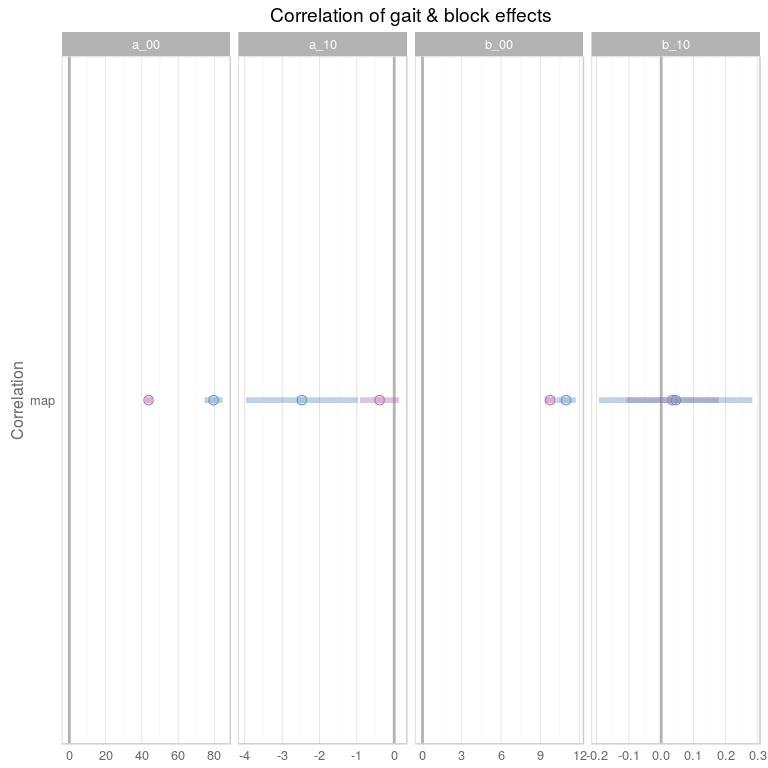 Correlation of gait & block effects
a_00 a_10 b_00 b_10
Correlation
map
0 20 40 60 80 -4 -3 -2 -1 0 0 3 6 9 12 -0.2 -0.1 0.0 0.1 0.2 0.3